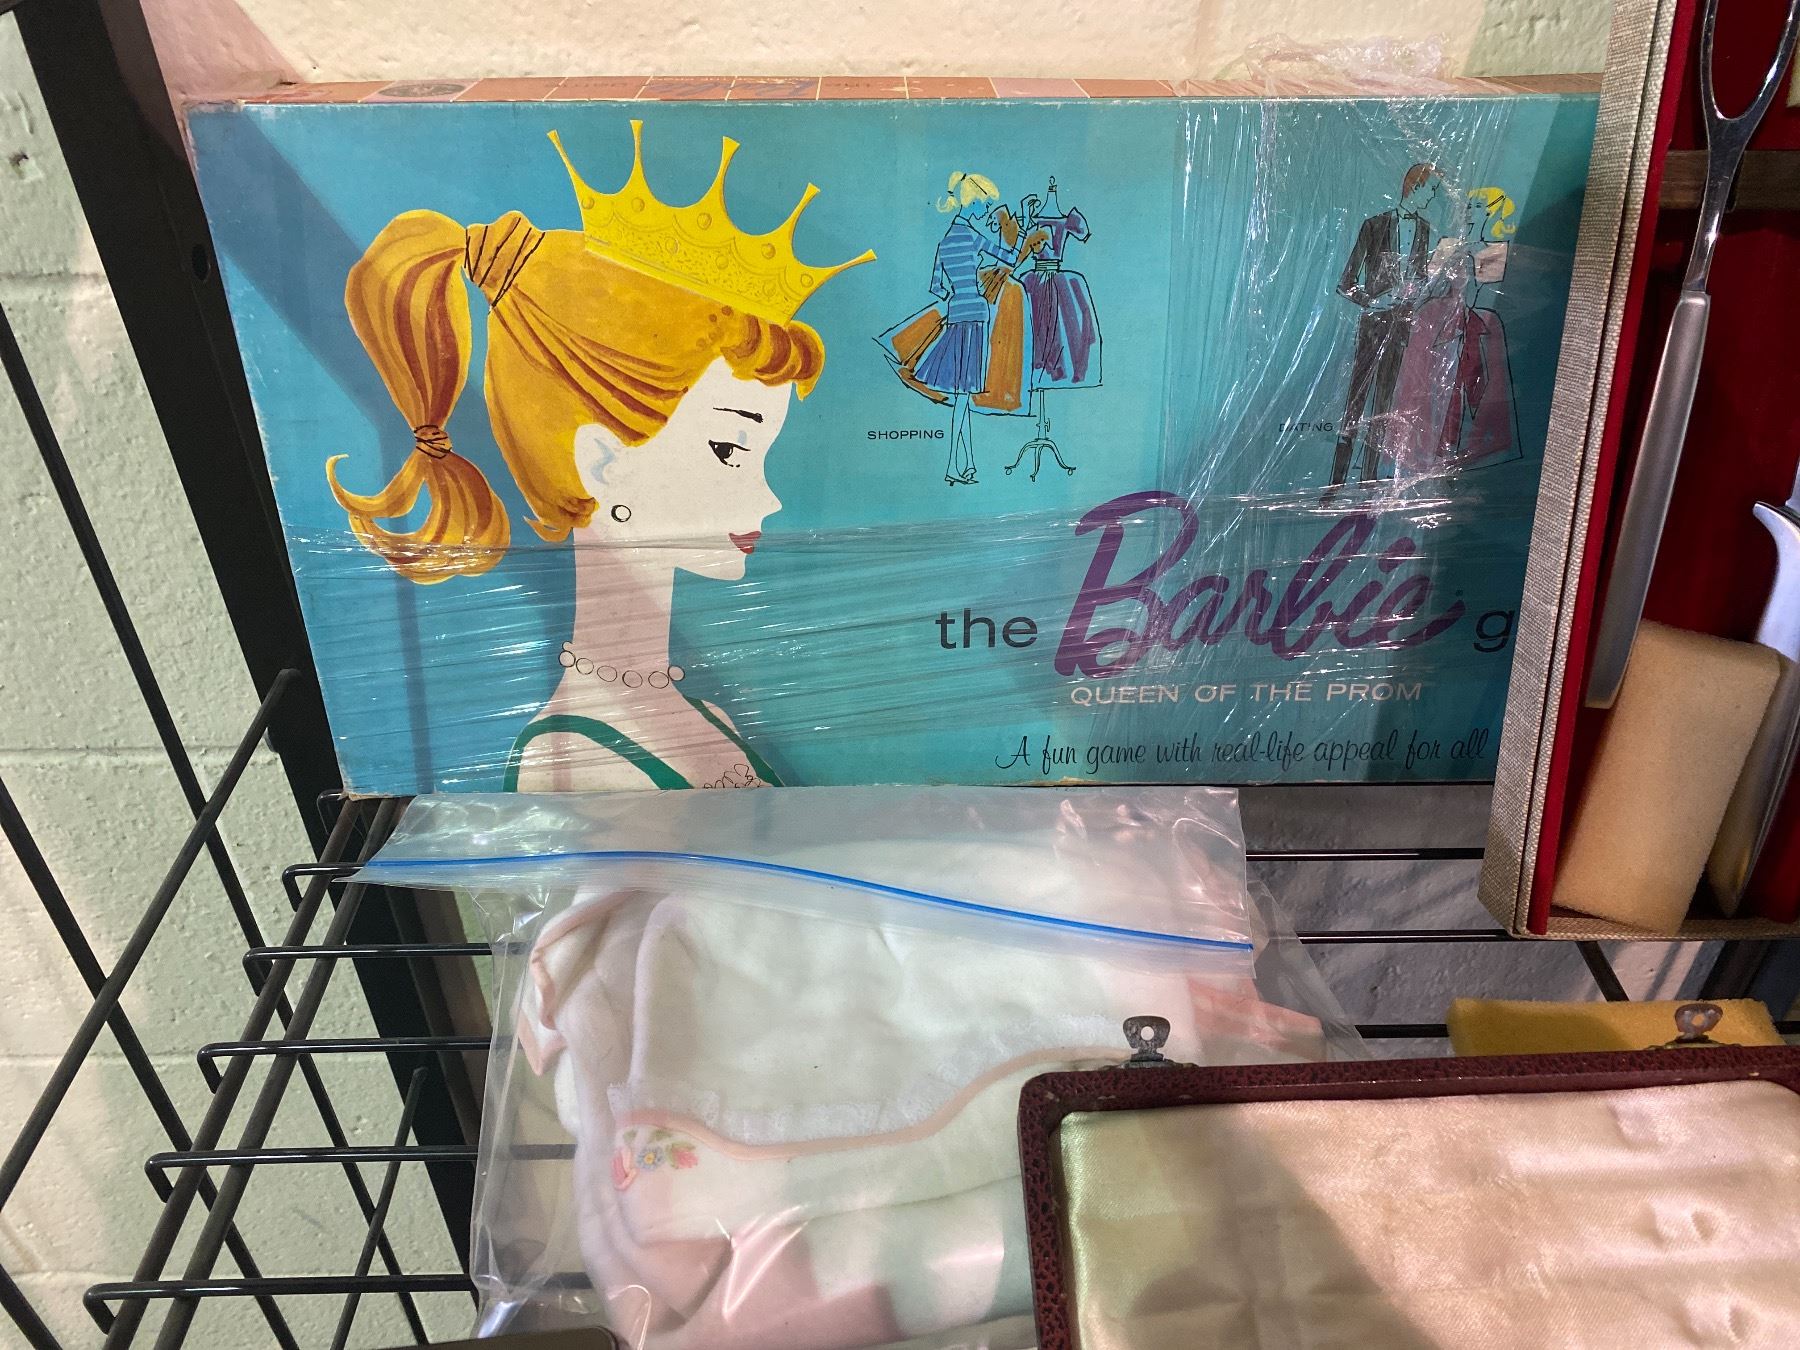 SHOPPING
DATING
the Barbie g
QUEEN OF THE PROM
A fun game with real-life appeal for all